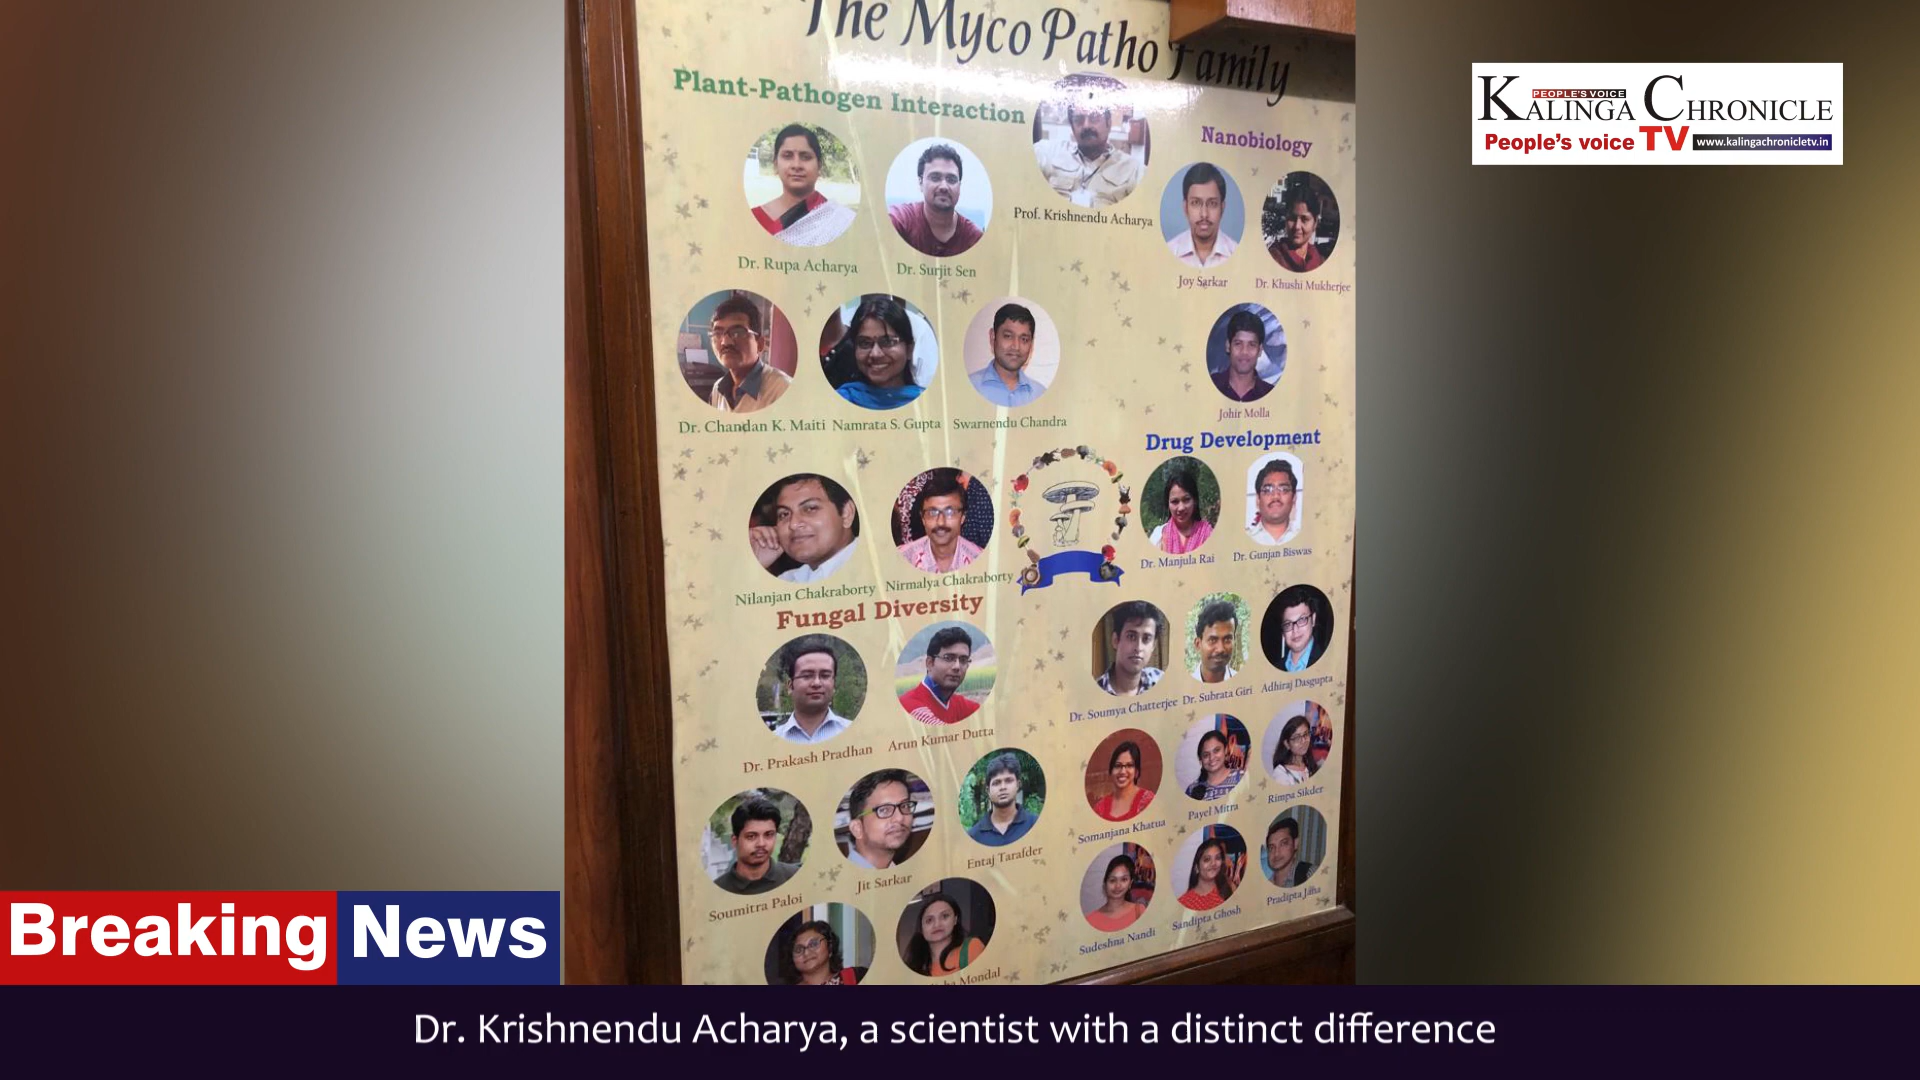 The Myco Patho Family
Plant-Pathogen Interaction
Nanobiology
Prof. Krishnendu Acharya
Dr. Rupa Acharya
Dr. Surjit Sen
Joy Sarkar
Dr. Khushi Mukherjee
Dr. Chandan K. Maiti
Namrata S. Gupta
Swarnendu Chandra
Johir Molla
Drug Development
Nilanjan Chakraborty
Nirmalya Chakraborty
Dr. Manjula Rai
Dr. Gunjan Biswas
Fungal Diversity
Dr. Prakash Pradhan
Arun Kumar Dutta
Dr. Soumya Chatterjee
Dr. Subrata Giri
Adhiraj Dasgupta
Soumitra Paloi
Jit Sarkar
Entaj Tarafder
Somanjana Khatua
Payel Mitra
Rimpa Sikder
Mondal
Sudeshna Nandi
Sandipta Ghosh
Pradipta Jana
KALINGA CHRONICLE
PEOPLE'S VOICE
People's voice TV www.kalingachronicletv.in
Breaking News
Dr. Krishnendu Acharya, a scientist with a distinct difference